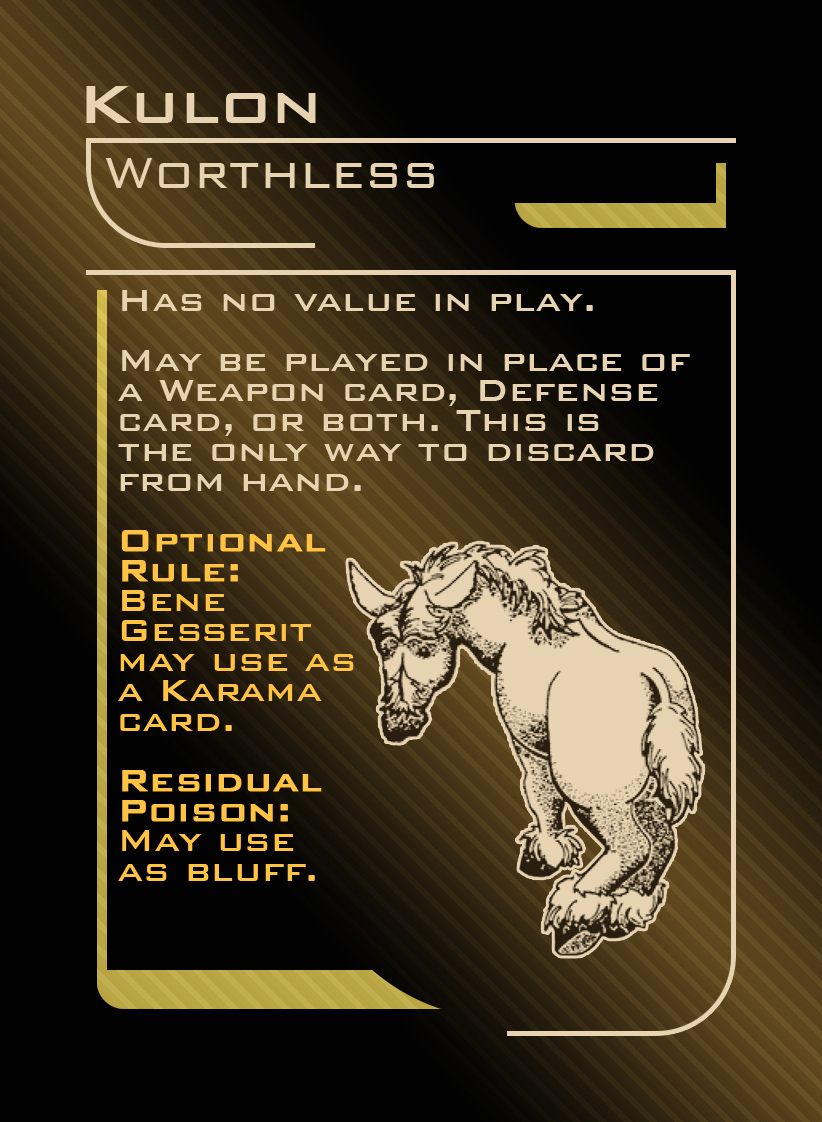 Kulon
Worthless
Has no value in play.
May be played in place of
a Weapon card, Defense
card, or both. This is
the only way to discard
from hand.
Optional
Rule:
Bene
Gesserit
may use as
a Karama
card.
Residual
Poison:
May use
as bluff.